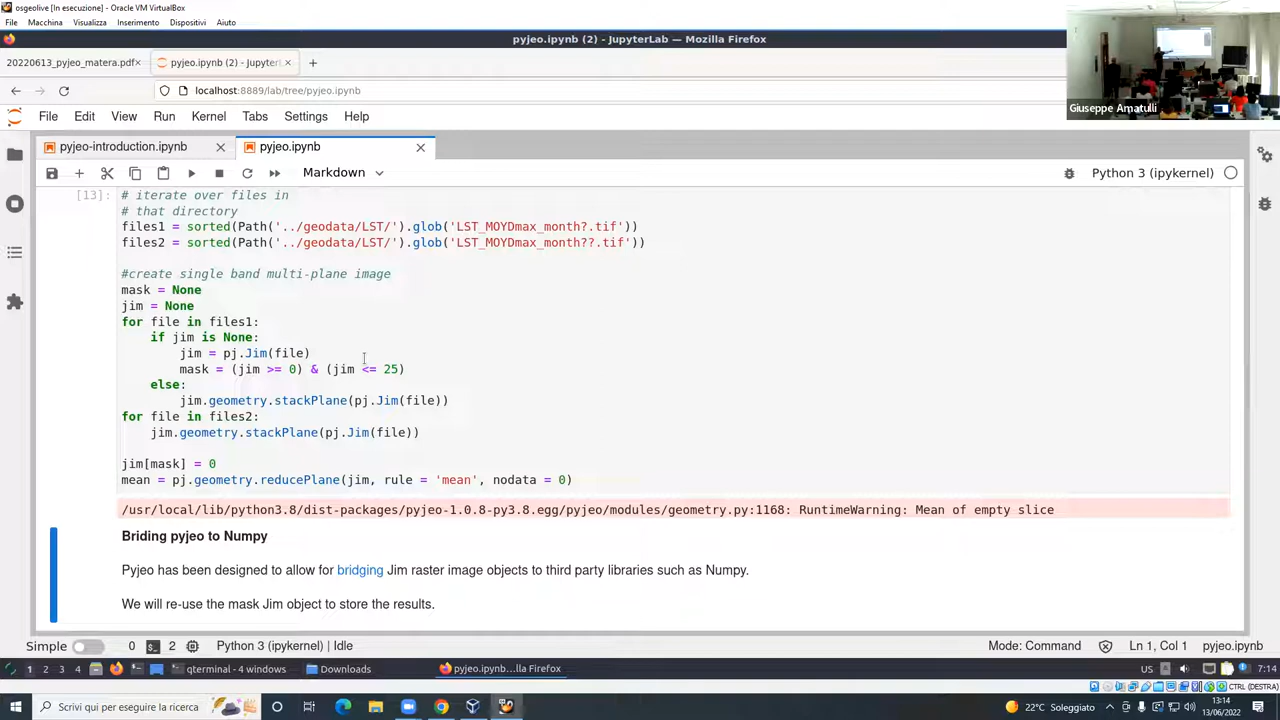 osgeolive [In esecuzione] - Oracle VM VirtualBox
File Macchina Visualizza Inserimento Dispositivi Aiuto
pyjeo.ipynb (2) - JupyterLab — Mozilla Firefox
20220613_pyjeo_matera.pdf× pyjeo.ipynb (2) - JupyterL
localhost:8889/lab/tree/pyjeo.ipynb
Giuseppe Amatulli
File Edit View Run Kernel Tabs Settings Help
pyjeo-introduction.ipynb pyjeo.ipynb
Markdown Python 3 (ipykernel)
[13]: # iterate over files in
# that directory
files1 = sorted(Path('../geodata/LST/').glob('LST_MOYDmax_month?.tif'))
files2 = sorted(Path('../geodata/LST/').glob('LST_MOYDmax_month??.tif'))
#create single band multi-plane image
mask = None
jim = None
for file in files1:
if jim is None:
jim = pj.Jim(file)
mask = (jim >= 0) & (jim <= 25)
else:
jim.geometry.stackPlane(pj.Jim(file))
for file in files2:
jim.geometry.stackPlane(pj.Jim(file))
jim[mask] = 0
mean = pj.geometry.reducePlane(jim, rule = 'mean', nodata = 0)
/usr/local/lib/python3.8/dist-packages/pyjeo-1.0.8-py3.8.egg/pyjeo/modules/geometry.py:1168: RuntimeWarning: Mean of empty slice
Briding pyjeo to Numpy
Pyjeo has been designed to allow for bridging Jim raster image objects to third party libraries such as Numpy.
We will re-use the mask Jim object to store the results.
Simple 0 2 Python 3 (ipykernel) | Idle Mode: Command Ln 1, Col 1 pyjeo.ipynb
1 2 3 4 qterminal - 4 windows Downloads pyjeo.ipynb...lla Firefox US 7:14
CTRL (DESTRA)
Scrivi qui per eseguire la ricerca 22°C Soleggiato 13:14
13/06/2022